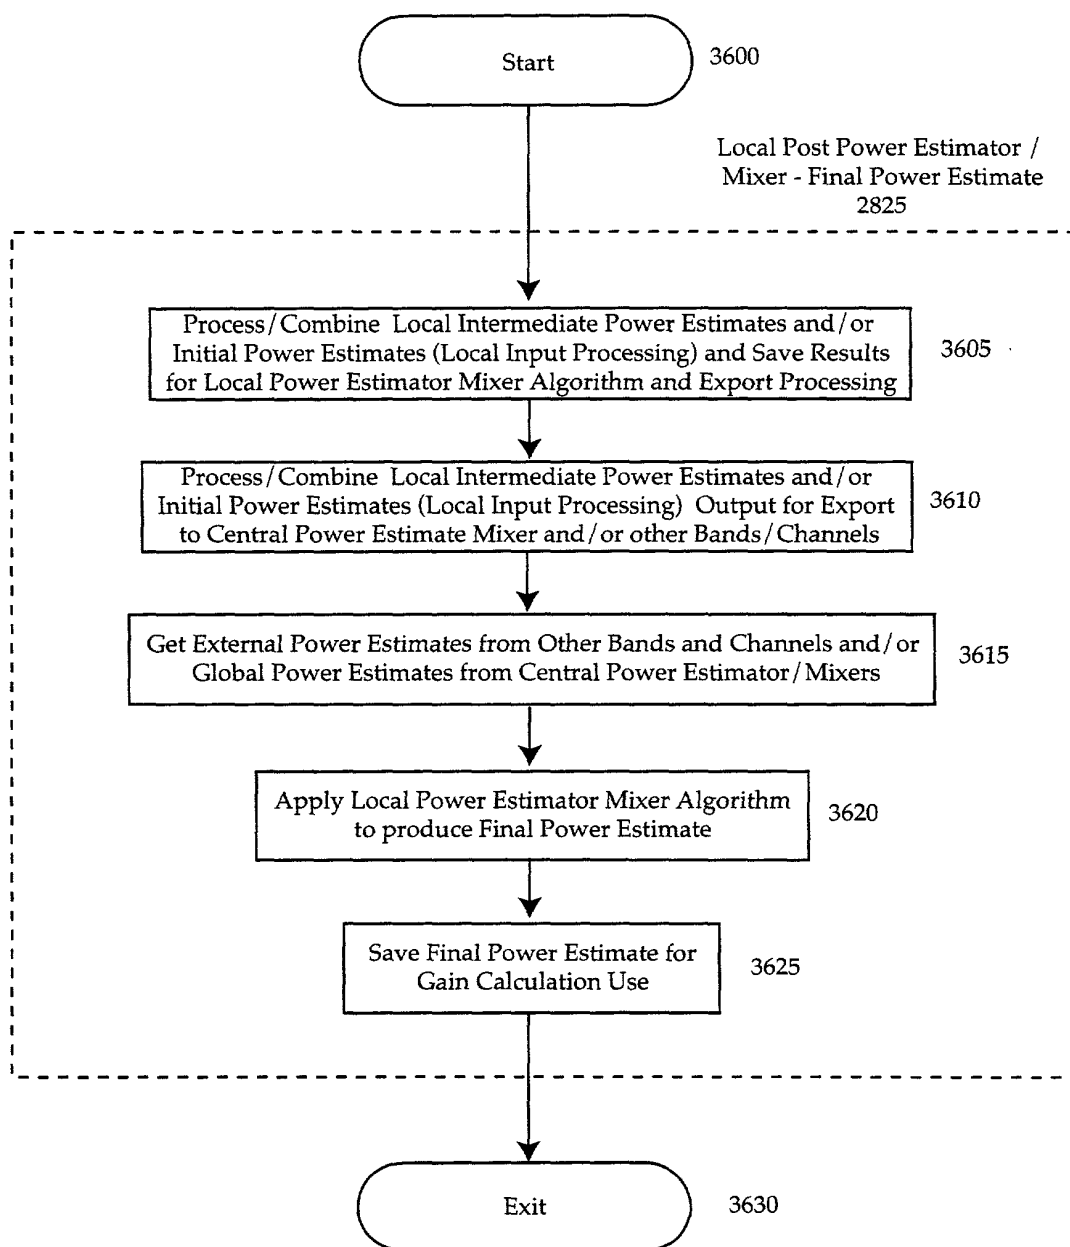 Start
3600
Local Post Power Estimator /
Mixer - Final Power Estimate
2825
Process/Combine Local Intermediate Power Estimates and/or
Initial Power Estimates (Local Input Processing) and Save Results
for Local Power Estimator Mixer Algorithm and Export Processing
3605
Process/Combine Local Intermediate Power Estimates and/or
Initial Power Estimates (Local Input Processing) Output for Export
to Central Power Estimate Mixer and/or other Bands/Channels
3610
Get External Power Estimates from Other Bands and Channels and/or
Global Power Estimates from Central Power Estimator/Mixers
3615
Apply Local Power Estimator Mixer Algorithm
to produce Final Power Estimate
3620
Save Final Power Estimate for
Gain Calculation Use
3625
Exit
3630